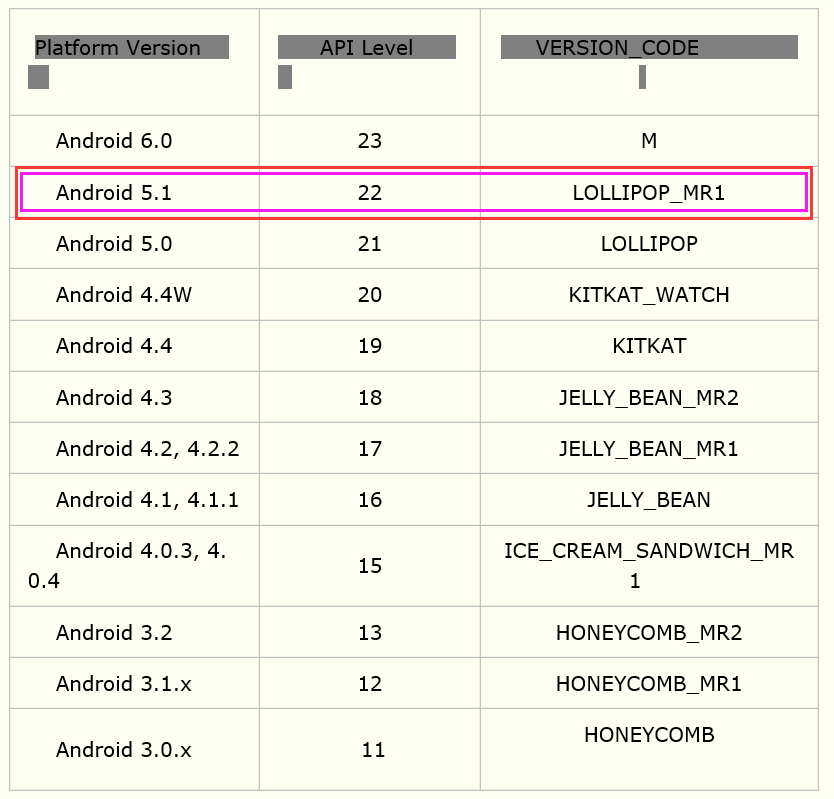 Platform Version API Level VERSION_CODE
Android 6.0 23 M
Android 5.1 22 LOLLIPOP_MR1
Android 5.0 21 LOLLIPOP
Android 4.4W 20 KITKAT_WATCH
Android 4.4 19 KITKAT
Android 4.3 18 JELLY_BEAN_MR2
Android 4.2, 4.2.2 17 JELLY_BEAN_MR1
Android 4.1, 4.1.1 16 JELLY_BEAN
Android 4.0.3, 4.
0.4
15
ICE_CREAM_SANDWICH_MR
1
Android 3.2 13 HONEYCOMB_MR2
Android 3.1.x 12 HONEYCOMB_MR1
Android 3.0.x 11 HONEYCOMB